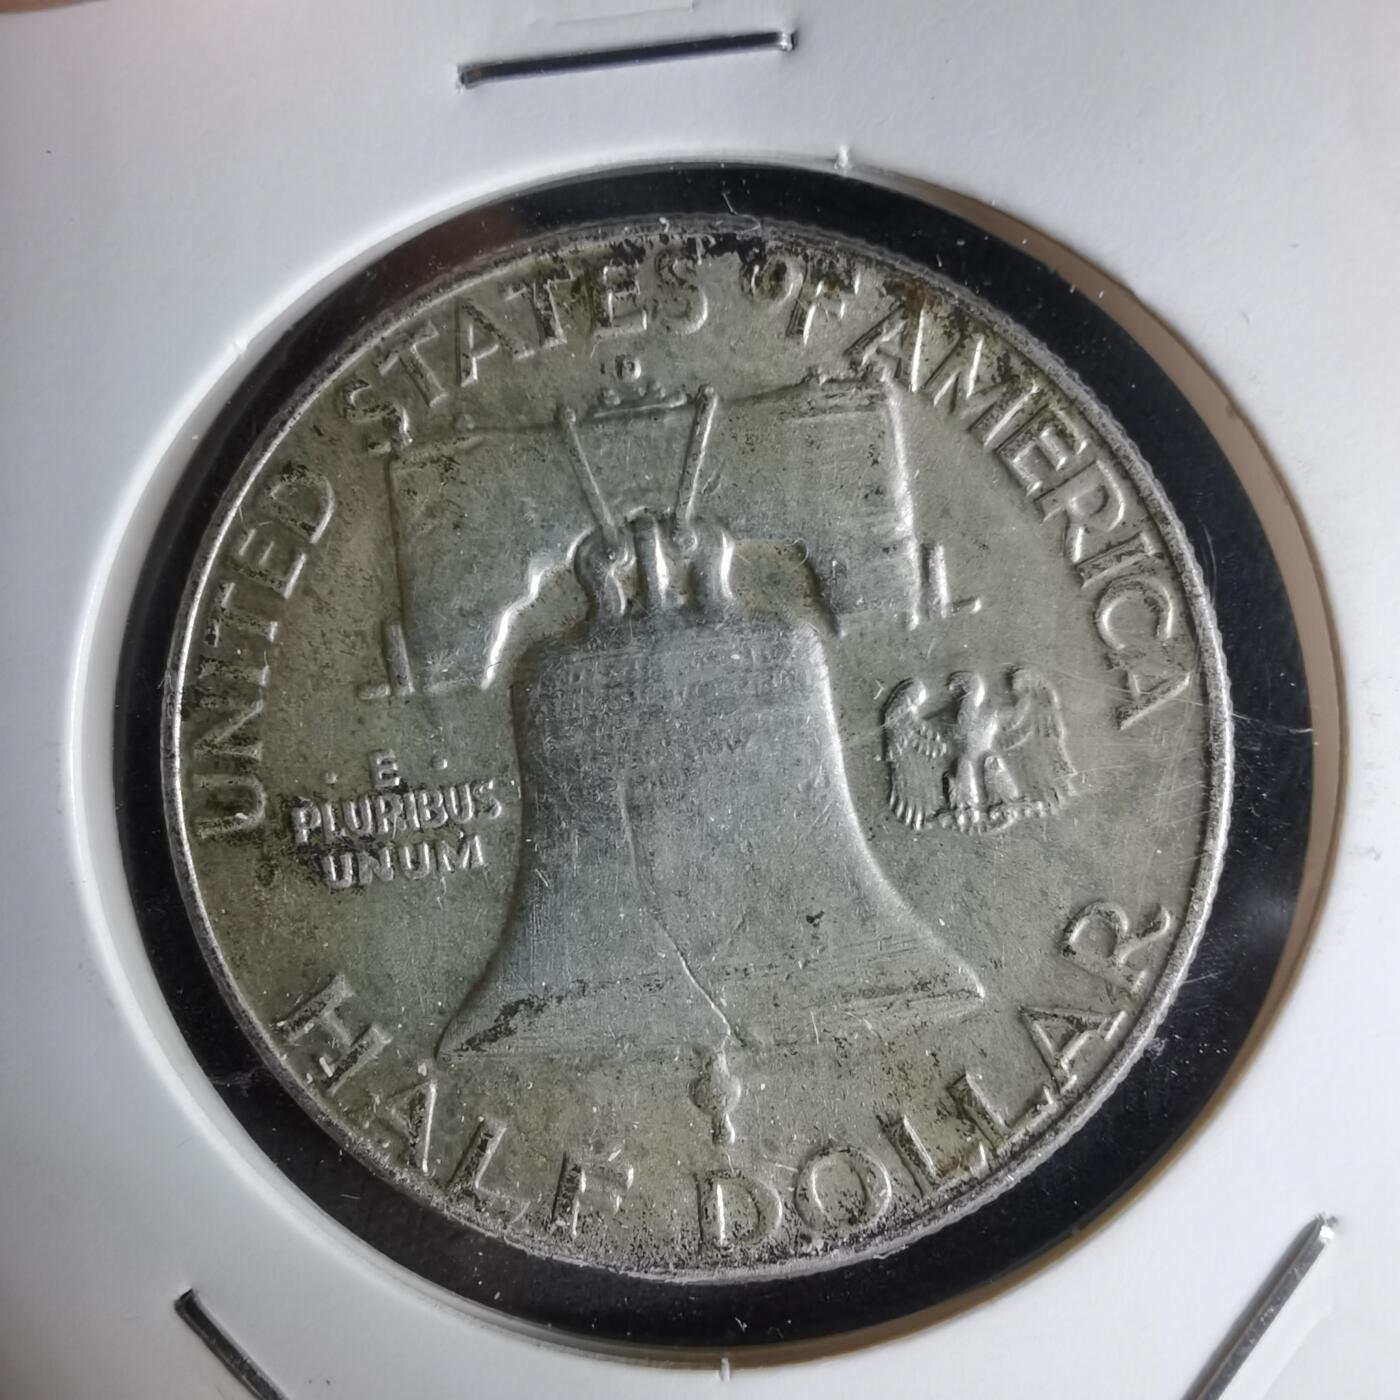 UNITED STATES OF AMERICA
D
· E ·
PLURIBUS
UNUM
HALF DOLLAR